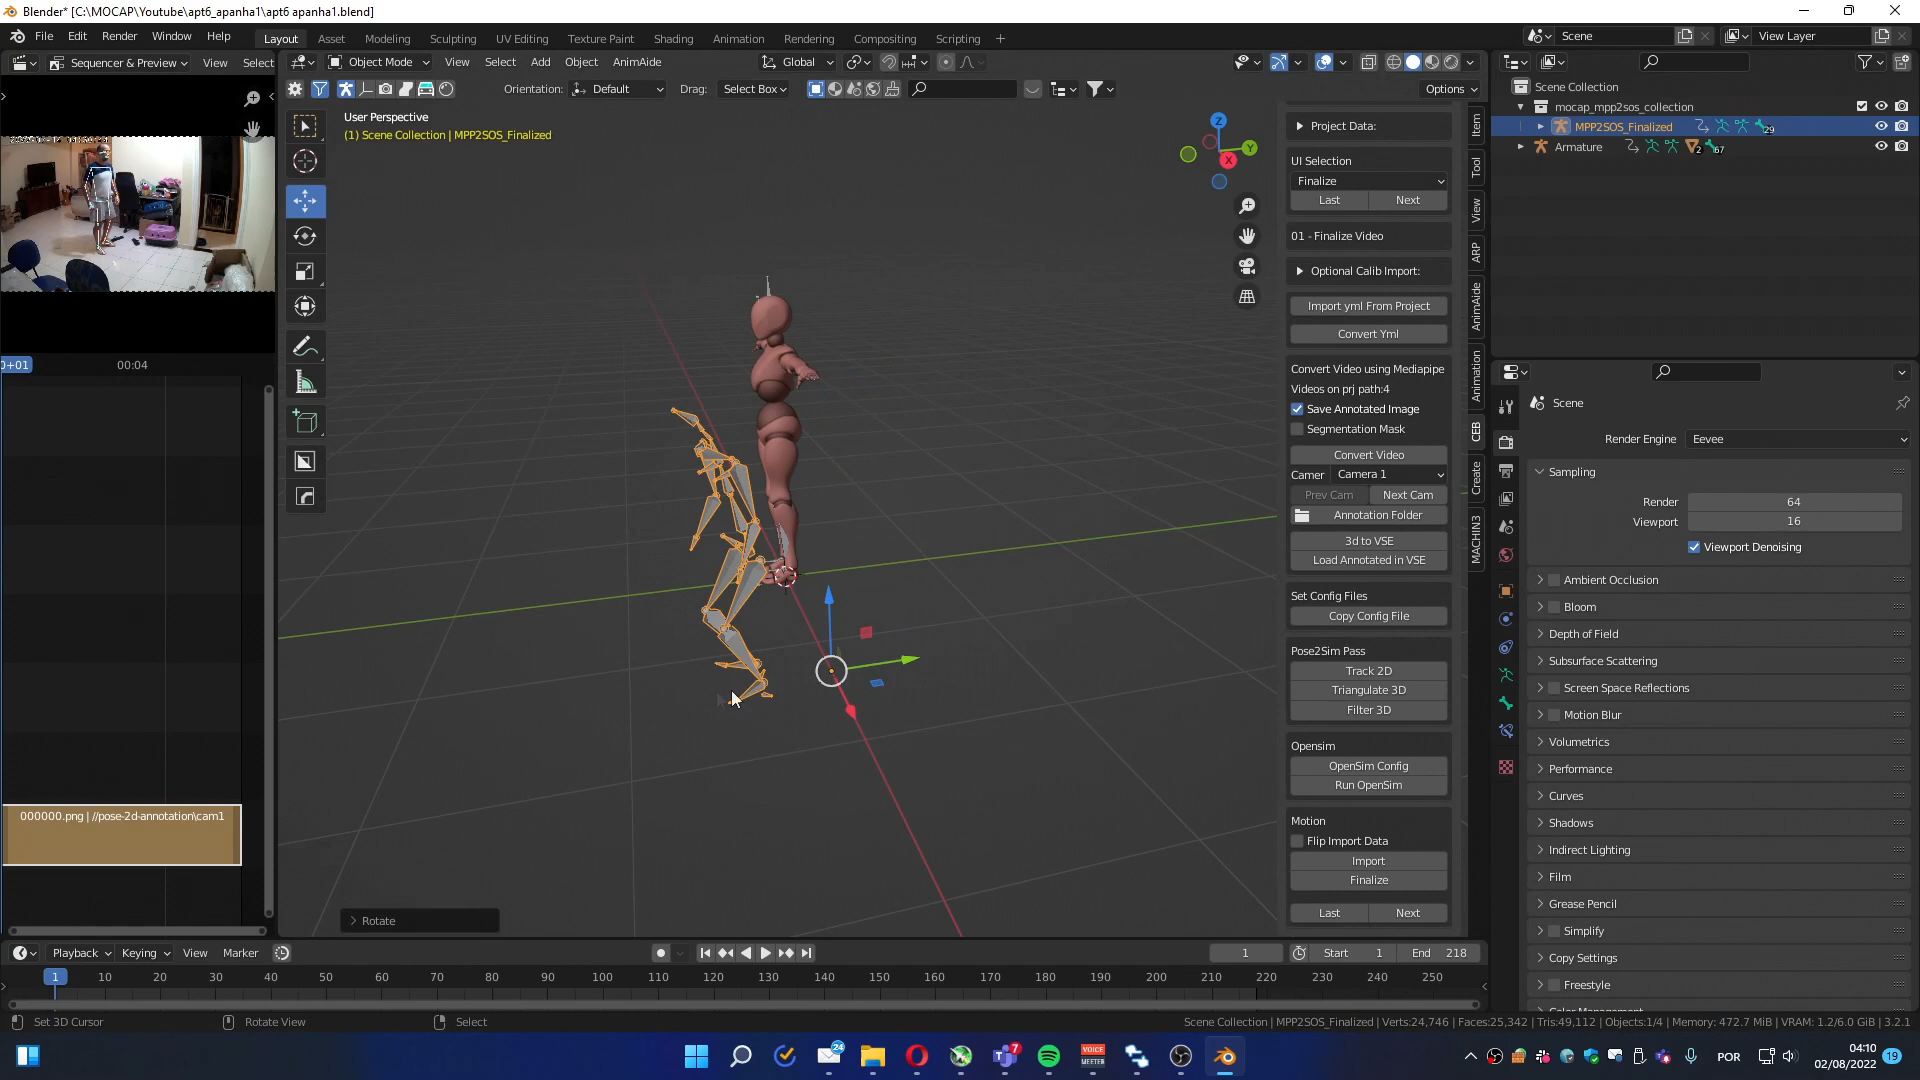 Blender* [C:\MOCAP\Youtube\apt6_apanha1\apt6 apanha1.blend]
File Edit Render Window Help
Layout Asset Modeling Sculpting UV Editing Texture Paint Shading Animation Rendering Compositing Scripting +
Scene
View Layer
Sequencer & Preview View Select
Object Mode View Select Add Object AnimAide
Global
Orientation: Default Drag: Select Box
Options
User Perspective
(1) Scene Collection | MPP2SOS_Finalized
Z
Y
X
00:04
0+01
000000.png | //pose-2d-annotation\cam1
Rotate
Project Data:
UI Selection
Finalize
Last Next
01 - Finalize Video
Optional Calib Import:
Import yml From Project
Convert Yml
Convert Video using Mediapipe
Videos on prj path:4
Save Annotated Image
Segmentation Mask
Convert Video
Camer Camera 1
Prev Cam Next Cam
Annotation Folder
3d to VSE
Load Annotated in VSE
Set Config Files
Copy Config File
Pose2Sim Pass
Track 2D
Triangulate 3D
Filter 3D
Opensim
OpenSim Config
Run OpenSim
Motion
Flip Import Data
Import
Finalize
Last Next
Item
Tool
View
ARP
AnimAide
Animation
CEB
Create
MACHIN3
Scene Collection
mocap_mpp2sos_collection
MPP2SOS_Finalized 29
Armature 2 67
Scene
Render Engine Eevee
Sampling
Render 64
Viewport 16
Viewport Denoising
Ambient Occlusion
Bloom
Depth of Field
Subsurface Scattering
Screen Space Reflections
Motion Blur
Volumetrics
Performance
Curves
Shadows
Indirect Lighting
Film
Grease Pencil
Simplify
Copy Settings
Freestyle
Color Management
Playback Keying View Marker
1 Start 1 End 218
1 10 20 30 40 50 60 70 80 90 100 110 120 130 140 150 160 170 180 190 200 210 220 230 240 250
Set 3D Cursor Rotate View Select
Scene Collection | MPP2SOS_Finalized | Verts:24,746 | Faces:25,342 | Tris:49,112 | Objects:1/4 | Memory: 472.7 MiB | VRAM: 1.2/6.0 GiB | 3.2.1
24
7
VOICE MEETER
POR
04:10
02/08/2022
19